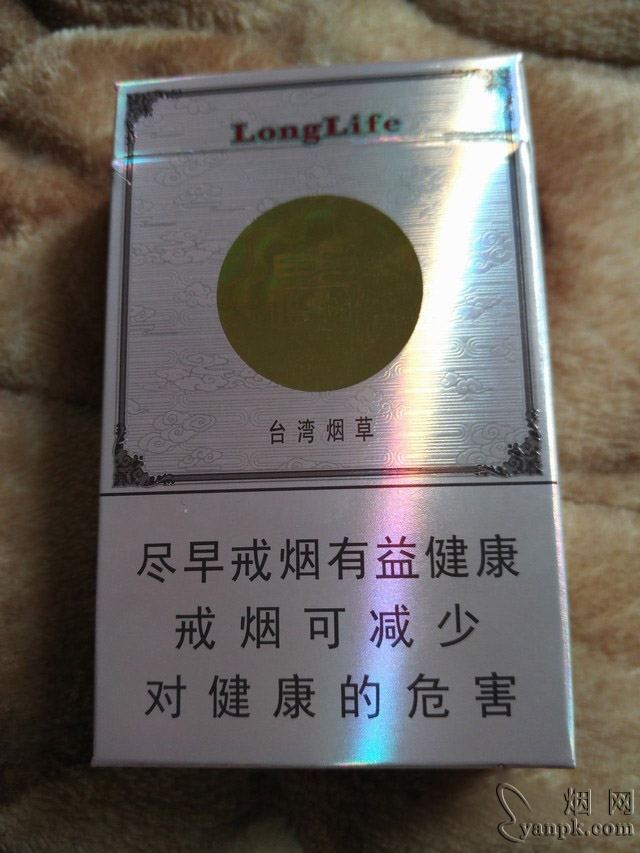 LongLife
台湾烟草
尽早戒烟有益健康
戒烟可减少
对健康的危害
烟网
yanpk.com